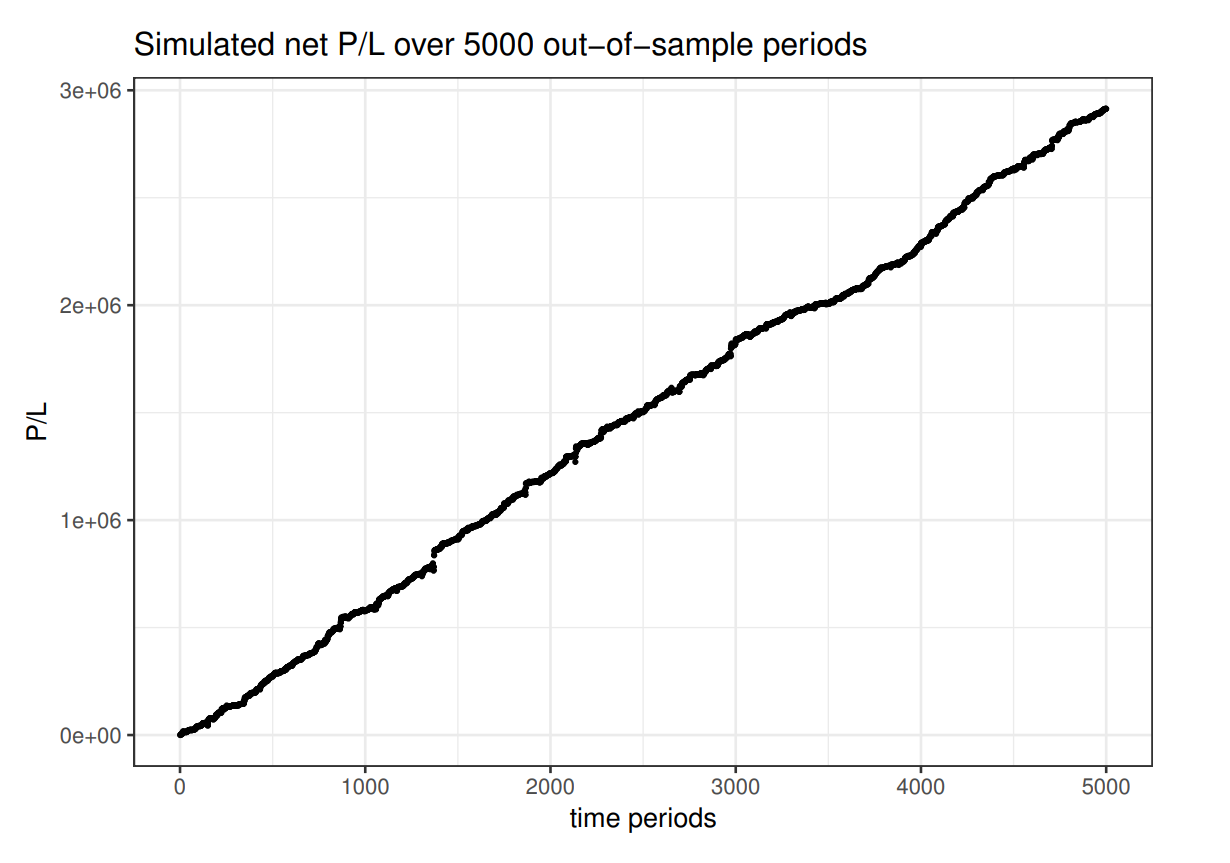 Simulated net P/L over 5000 out−of−sample periods
3e+06
2e+06
P/L
1e+06
0e+00
0 1000 2000 3000 4000 5000
time periods